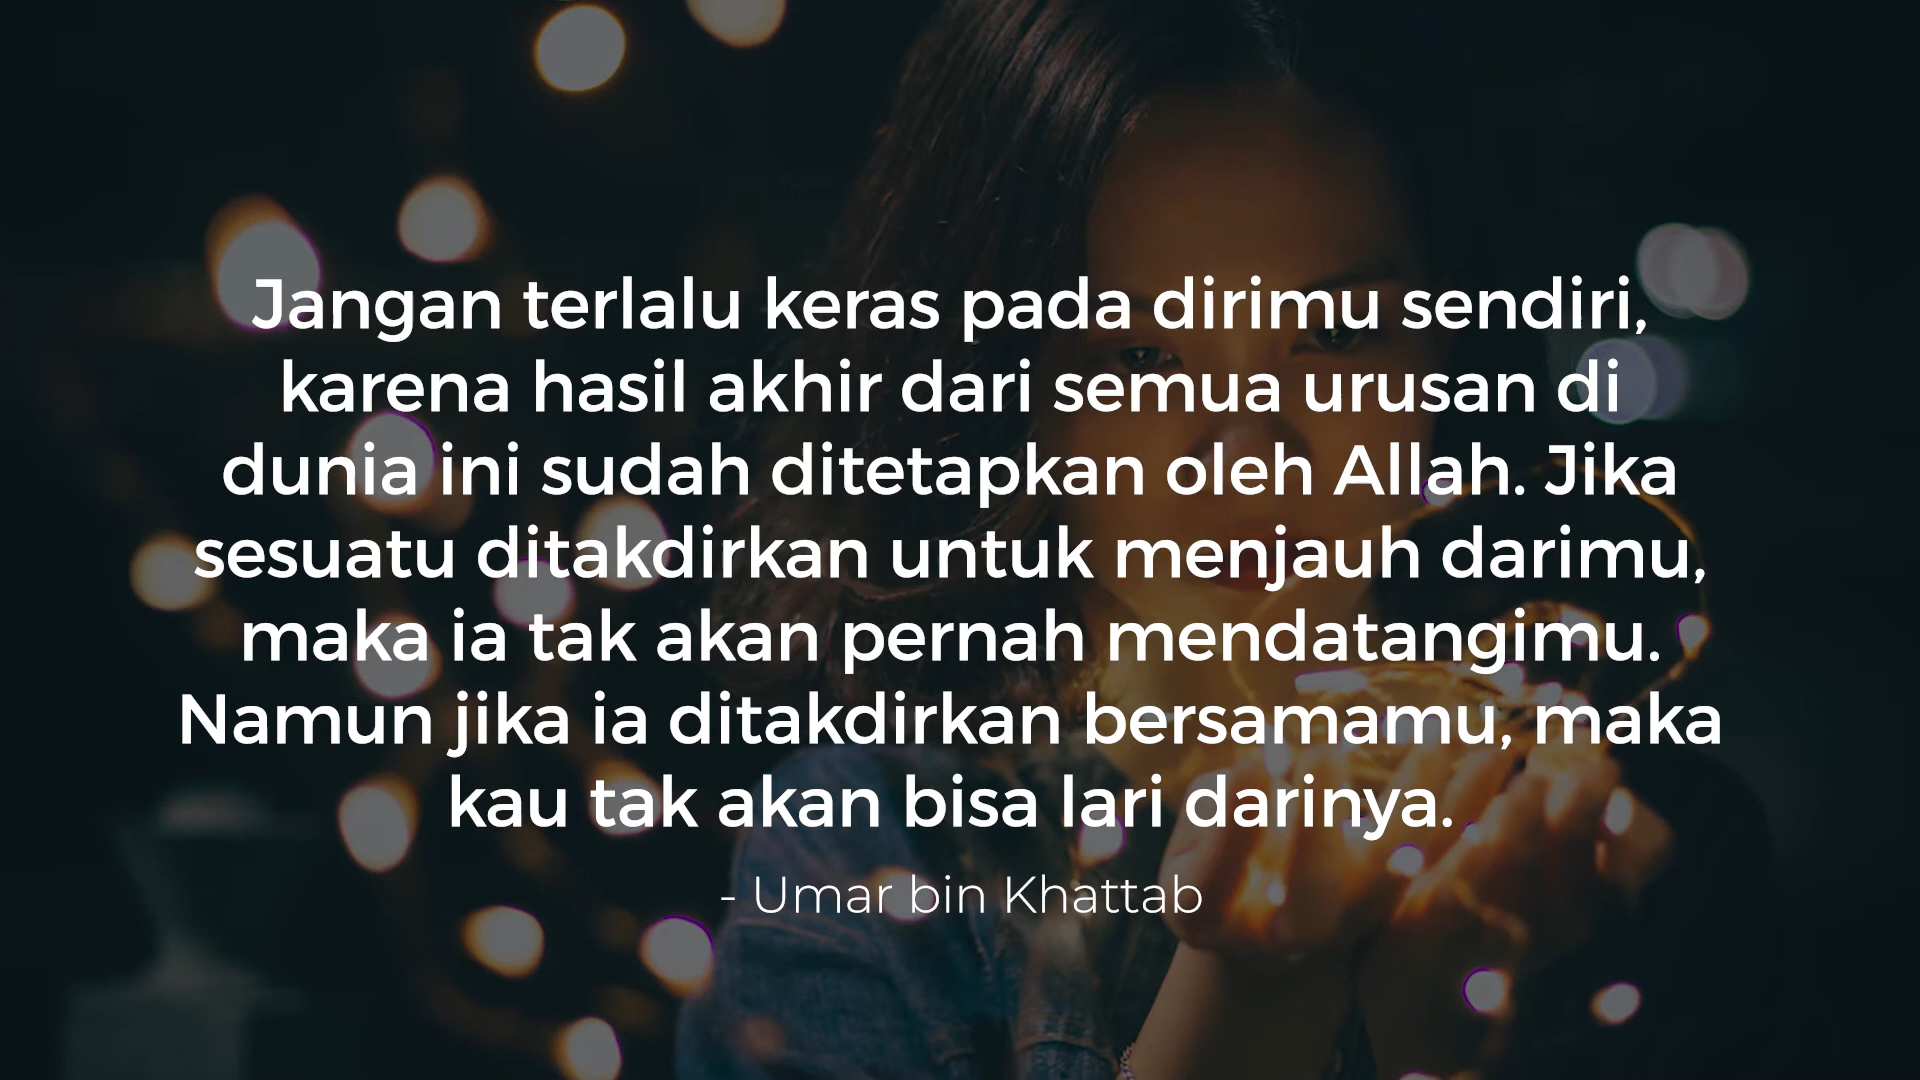 Jangan terlalu keras pada dirimu sendiri,
karena hasil akhir dari semua urusan di
dunia ini sudah ditetapkan oleh Allah. Jika
sesuatu ditakdirkan untuk menjauh darimu,
maka ia tak akan pernah mendatangimu.
Namun jika ia ditakdirkan bersamamu, maka
kau tak akan bisa lari darinya.
- Umar bin Khattab